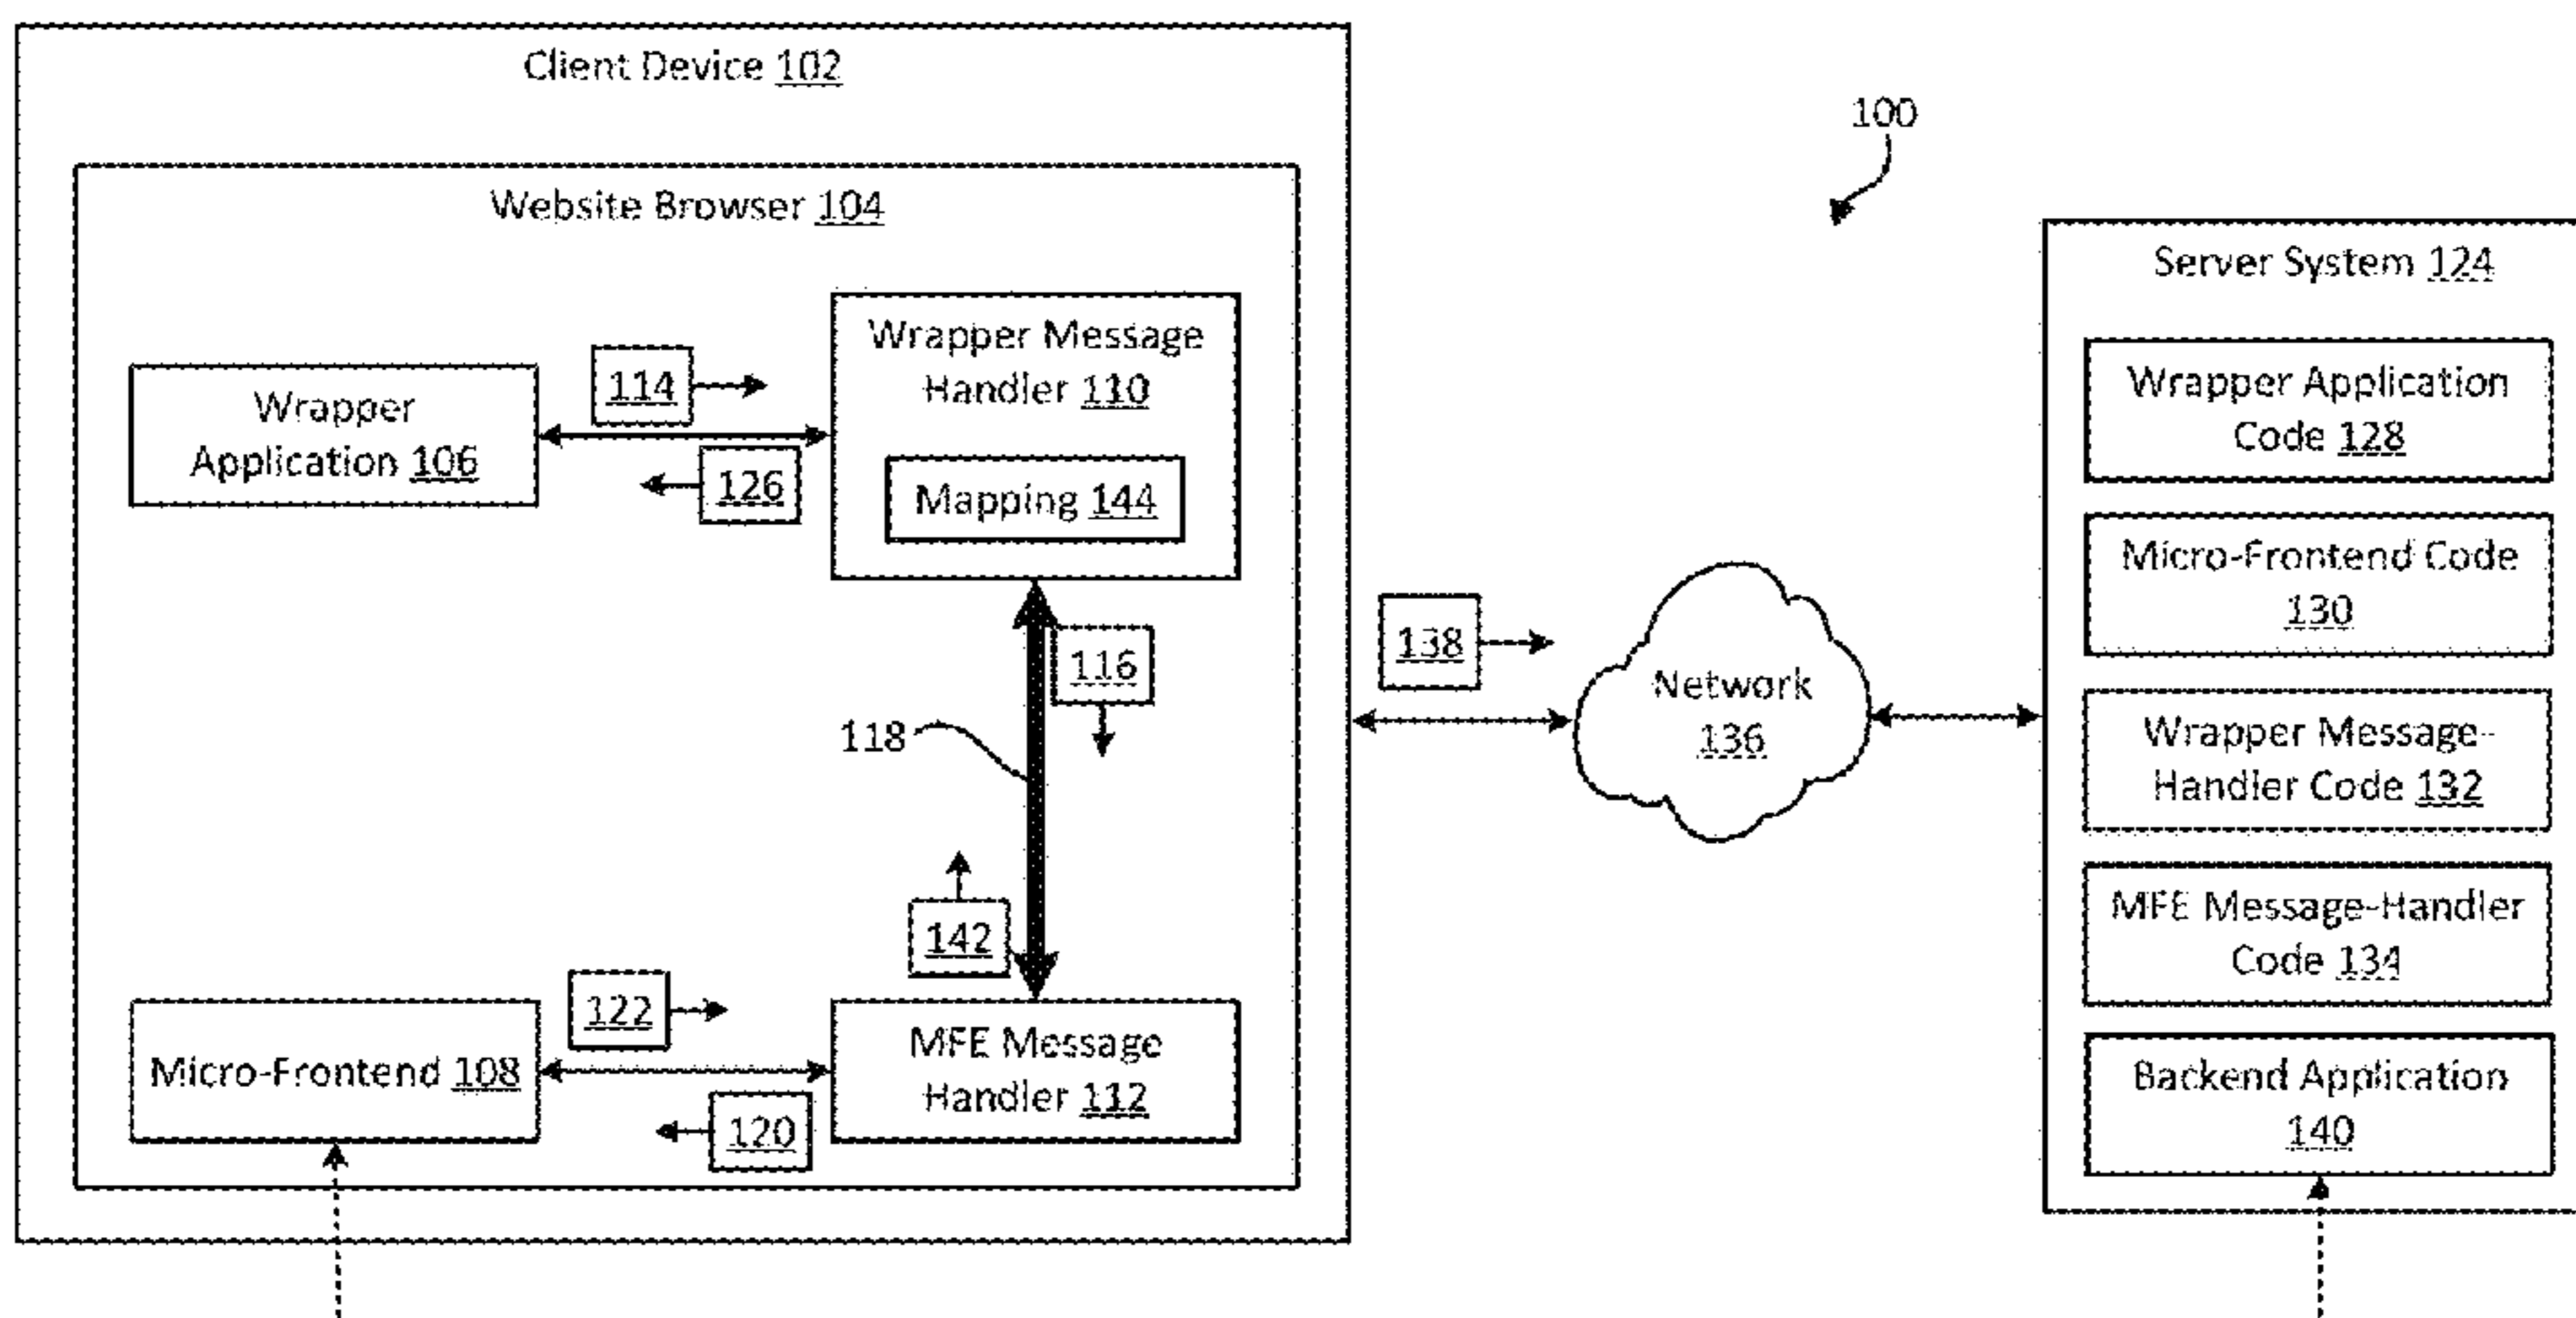 Client Device 102
Website Browser 104
Wrapper
Application 106
114
126
Wrapper Message
Handler 110
Mapping 144
116
118
142
Micro-Frontend 108
122
120
MFE Message
Handler 112
100
138
Network
136
Server System 124
Wrapper Application
Code 128
Micro-Frontend Code
130
Wrapper Message-
Handler Code 132
MFE Message-Handler
Code 134
Backend Application
140